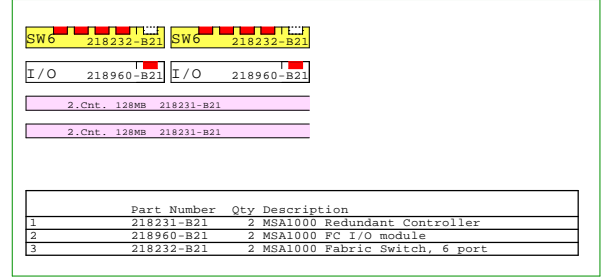 SW6 218232-B21 SW6 218232-B21
I/O 218960-B21 I/O 218960-B21
2.Cnt. 128MB 218231-B21
2.Cnt. 128MB 218231-B21
Part Number Qty Description
1 218231-B21 2 MSA1000 Redundant Controller
2 218960-B21 2 MSA1000 FC I/O module
3 218232-B21 2 MSA1000 Fabric Switch, 6 port